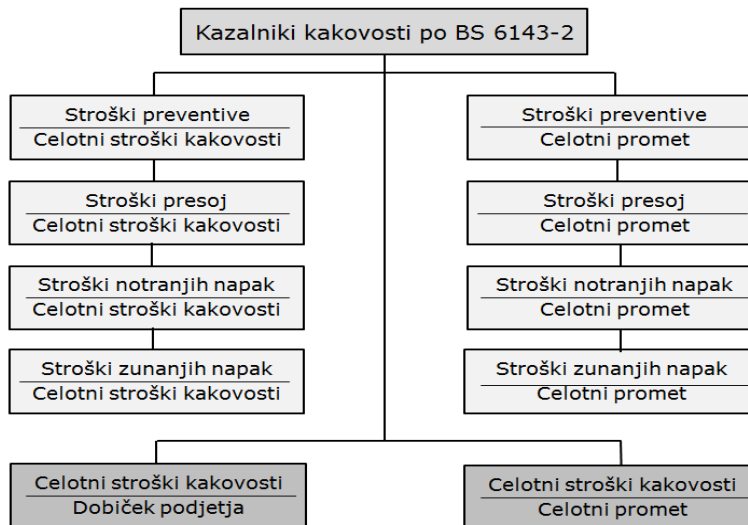 Kazalniki kakovosti po BS 6143-2
Stroški preventive
Celotni stroški kakovosti
Stroški presoj
Celotni stroški kakovosti
Stroški notranjih napak
Celotni stroški kakovosti
Stroški zunanjih napak
Celotni stroški kakovosti
Stroški preventive
Celotni promet
Stroški presoj
Celotni promet
Stroški notranjih napak
Celotni promet
Stroški zunanjih napak
Celotni promet
Celotni stroški kakovosti
Dobiček podjetja
Celotni stroški kakovosti
Celotni promet